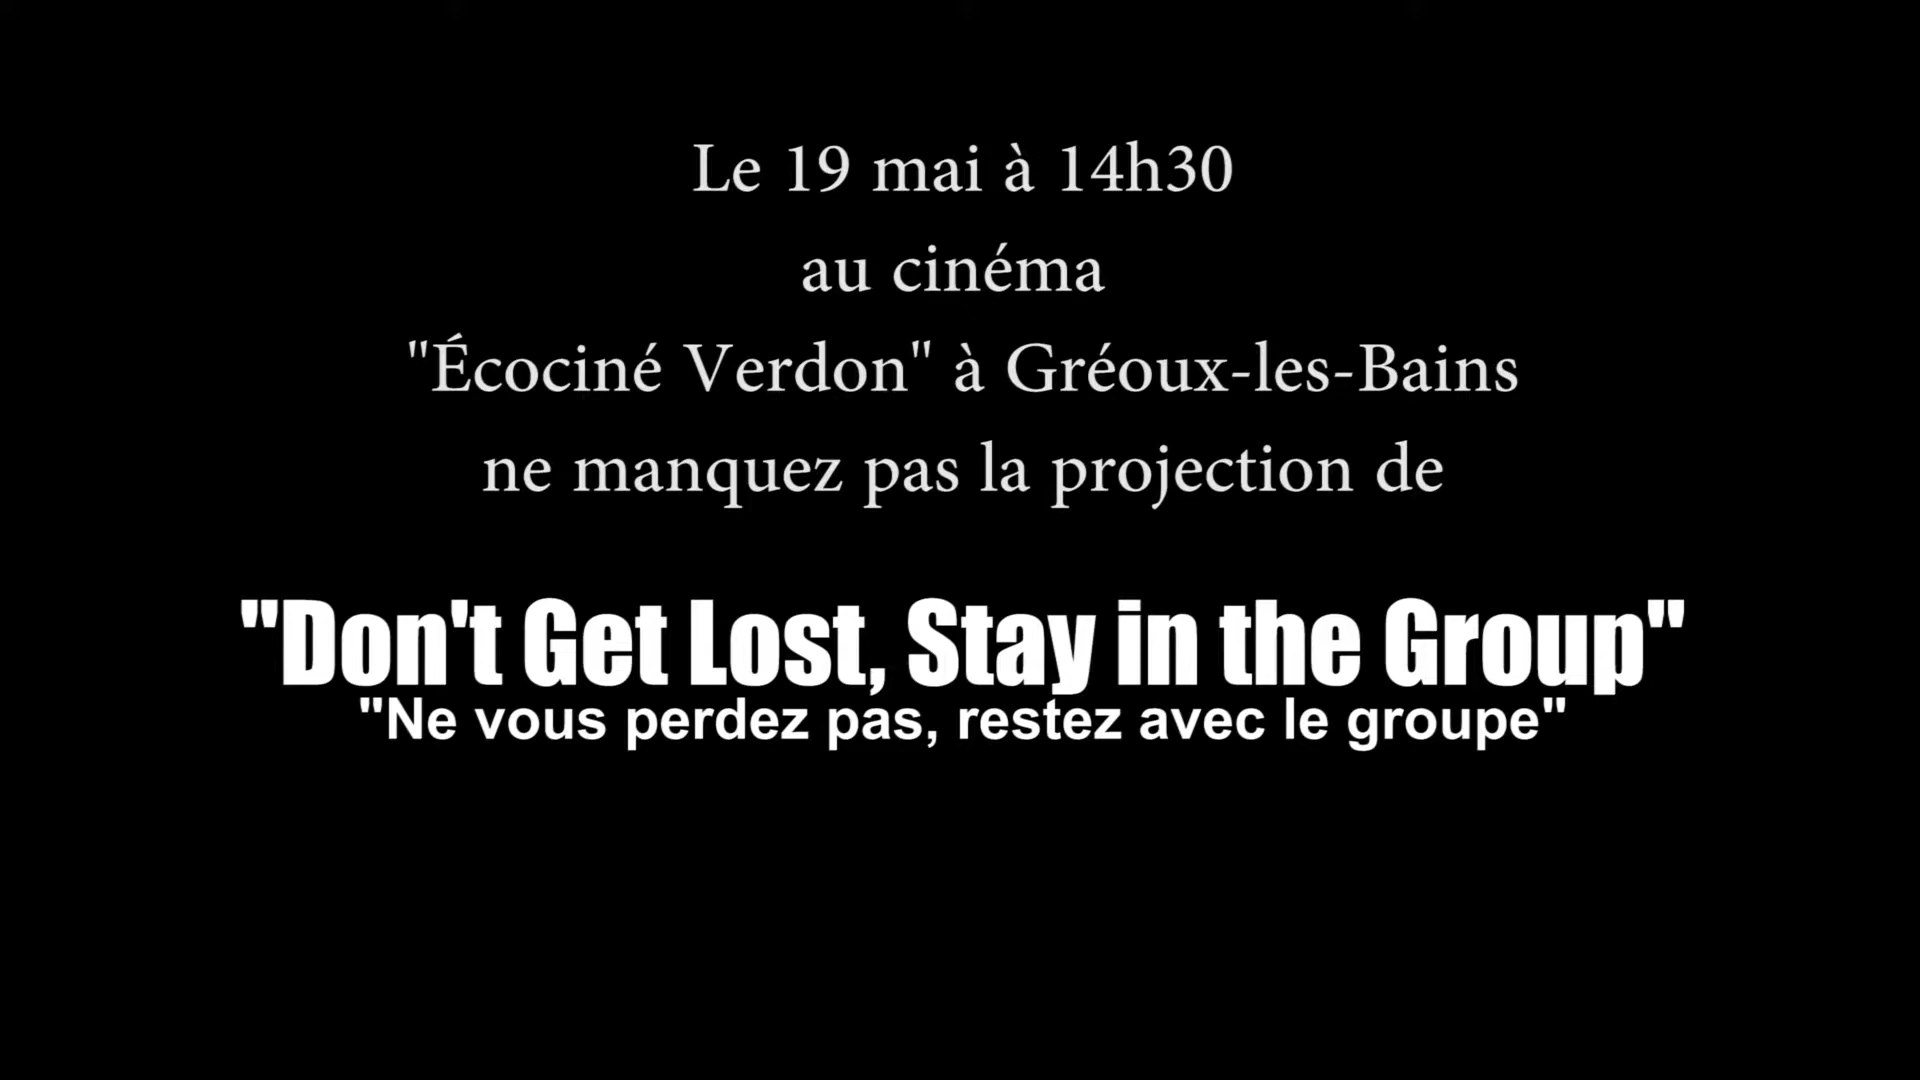 Le 19 mai à 14h30
au cinéma
"Écociné Verdon" à Gréoux-les-Bains
ne manquez pas la projection de
"Don't Get Lost, Stay in the Group"
"Ne vous perdez pas, restez avec le groupe"